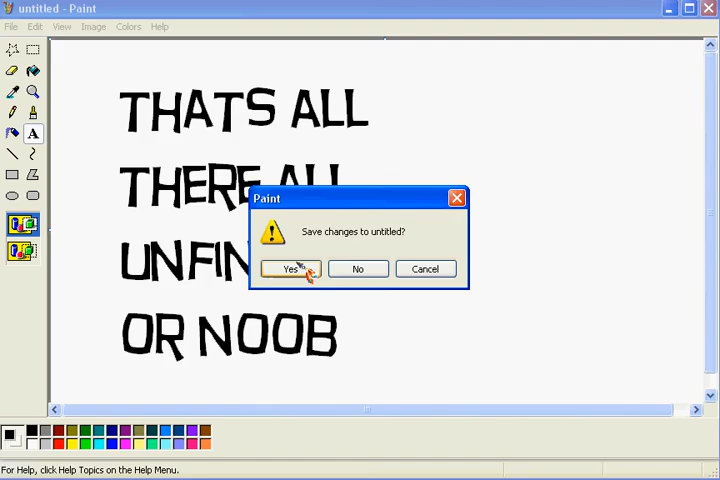 untitled - Paint
File Edit View Image Colors Help
THATS ALL
THERE ALL
Paint
Save changes to untitled?
UNFIN
Yes No Cancel
OR NOOB
For Help, click Help Topics on the Help Menu.